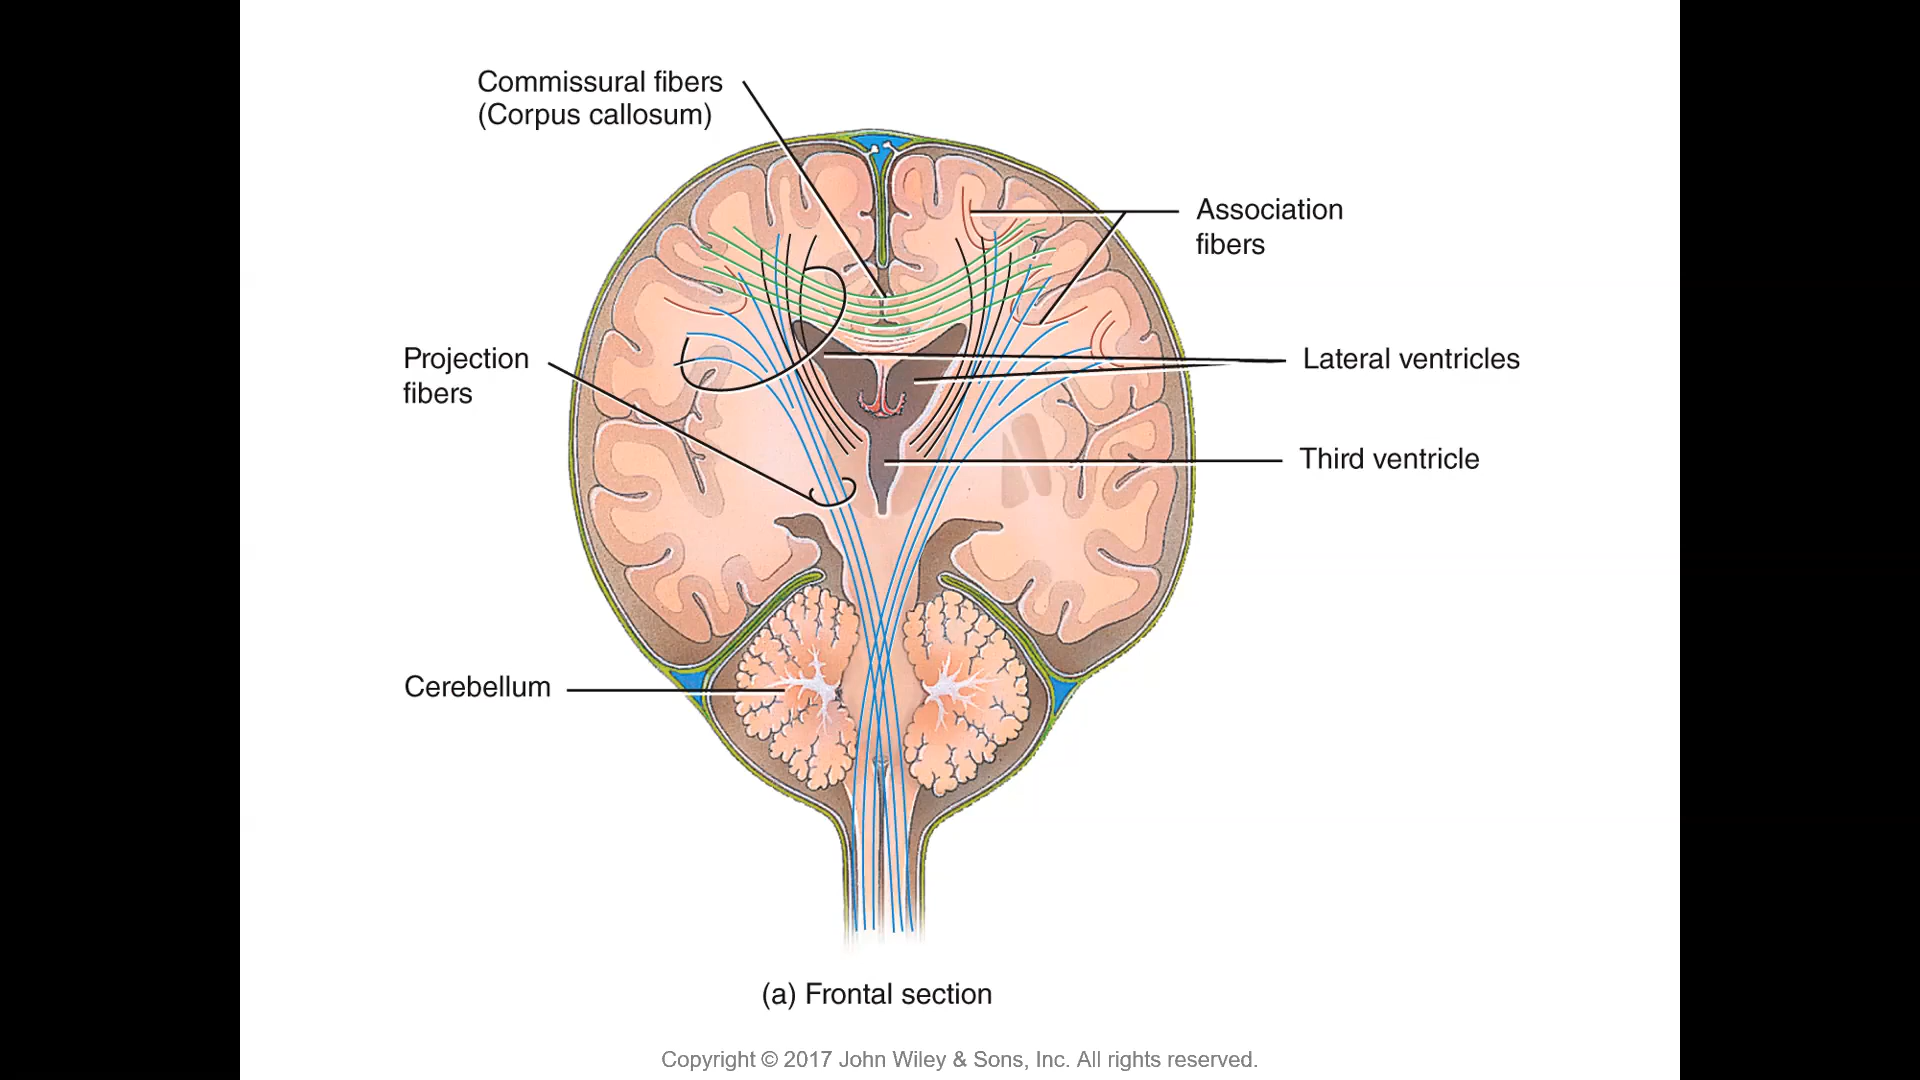 Commissural fibers
(Corpus callosum)
Association
fibers
Projection
fibers
Lateral ventricles
Third ventricle
Cerebellum
(a) Frontal section
Copyright © 2017 John Wiley & Sons, Inc. All rights reserved.